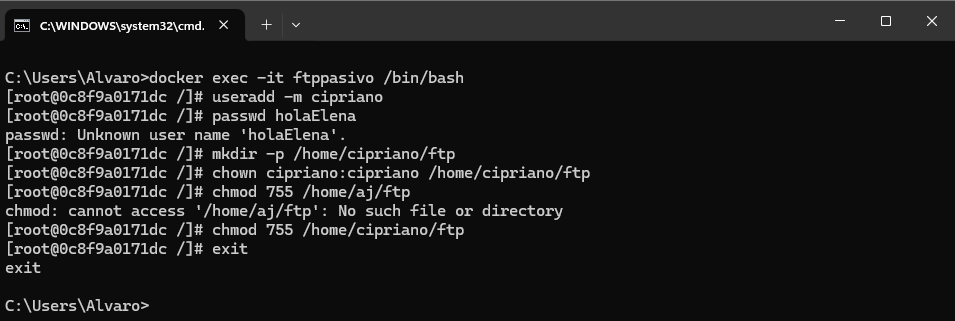 C:\WINDOWS\system32\cmd.
C:\Users\Alvaro>docker exec -it ftppasivo /bin/bash
[root@0c8f9a0171dc /]# useradd -m cipriano
[root@0c8f9a0171dc /]# passwd holaElena
passwd: Unknown user name 'holaElena'.
[root@0c8f9a0171dc /]# mkdir -p /home/cipriano/ftp
[root@0c8f9a0171dc /]# chown cipriano:cipriano /home/cipriano/ftp
[root@0c8f9a0171dc /]# chmod 755 /home/aj/ftp
chmod: cannot access '/home/aj/ftp': No such file or directory
[root@0c8f9a0171dc /]# chmod 755 /home/cipriano/ftp
[root@0c8f9a0171dc /]# exit
exit
C:\Users\Alvaro>